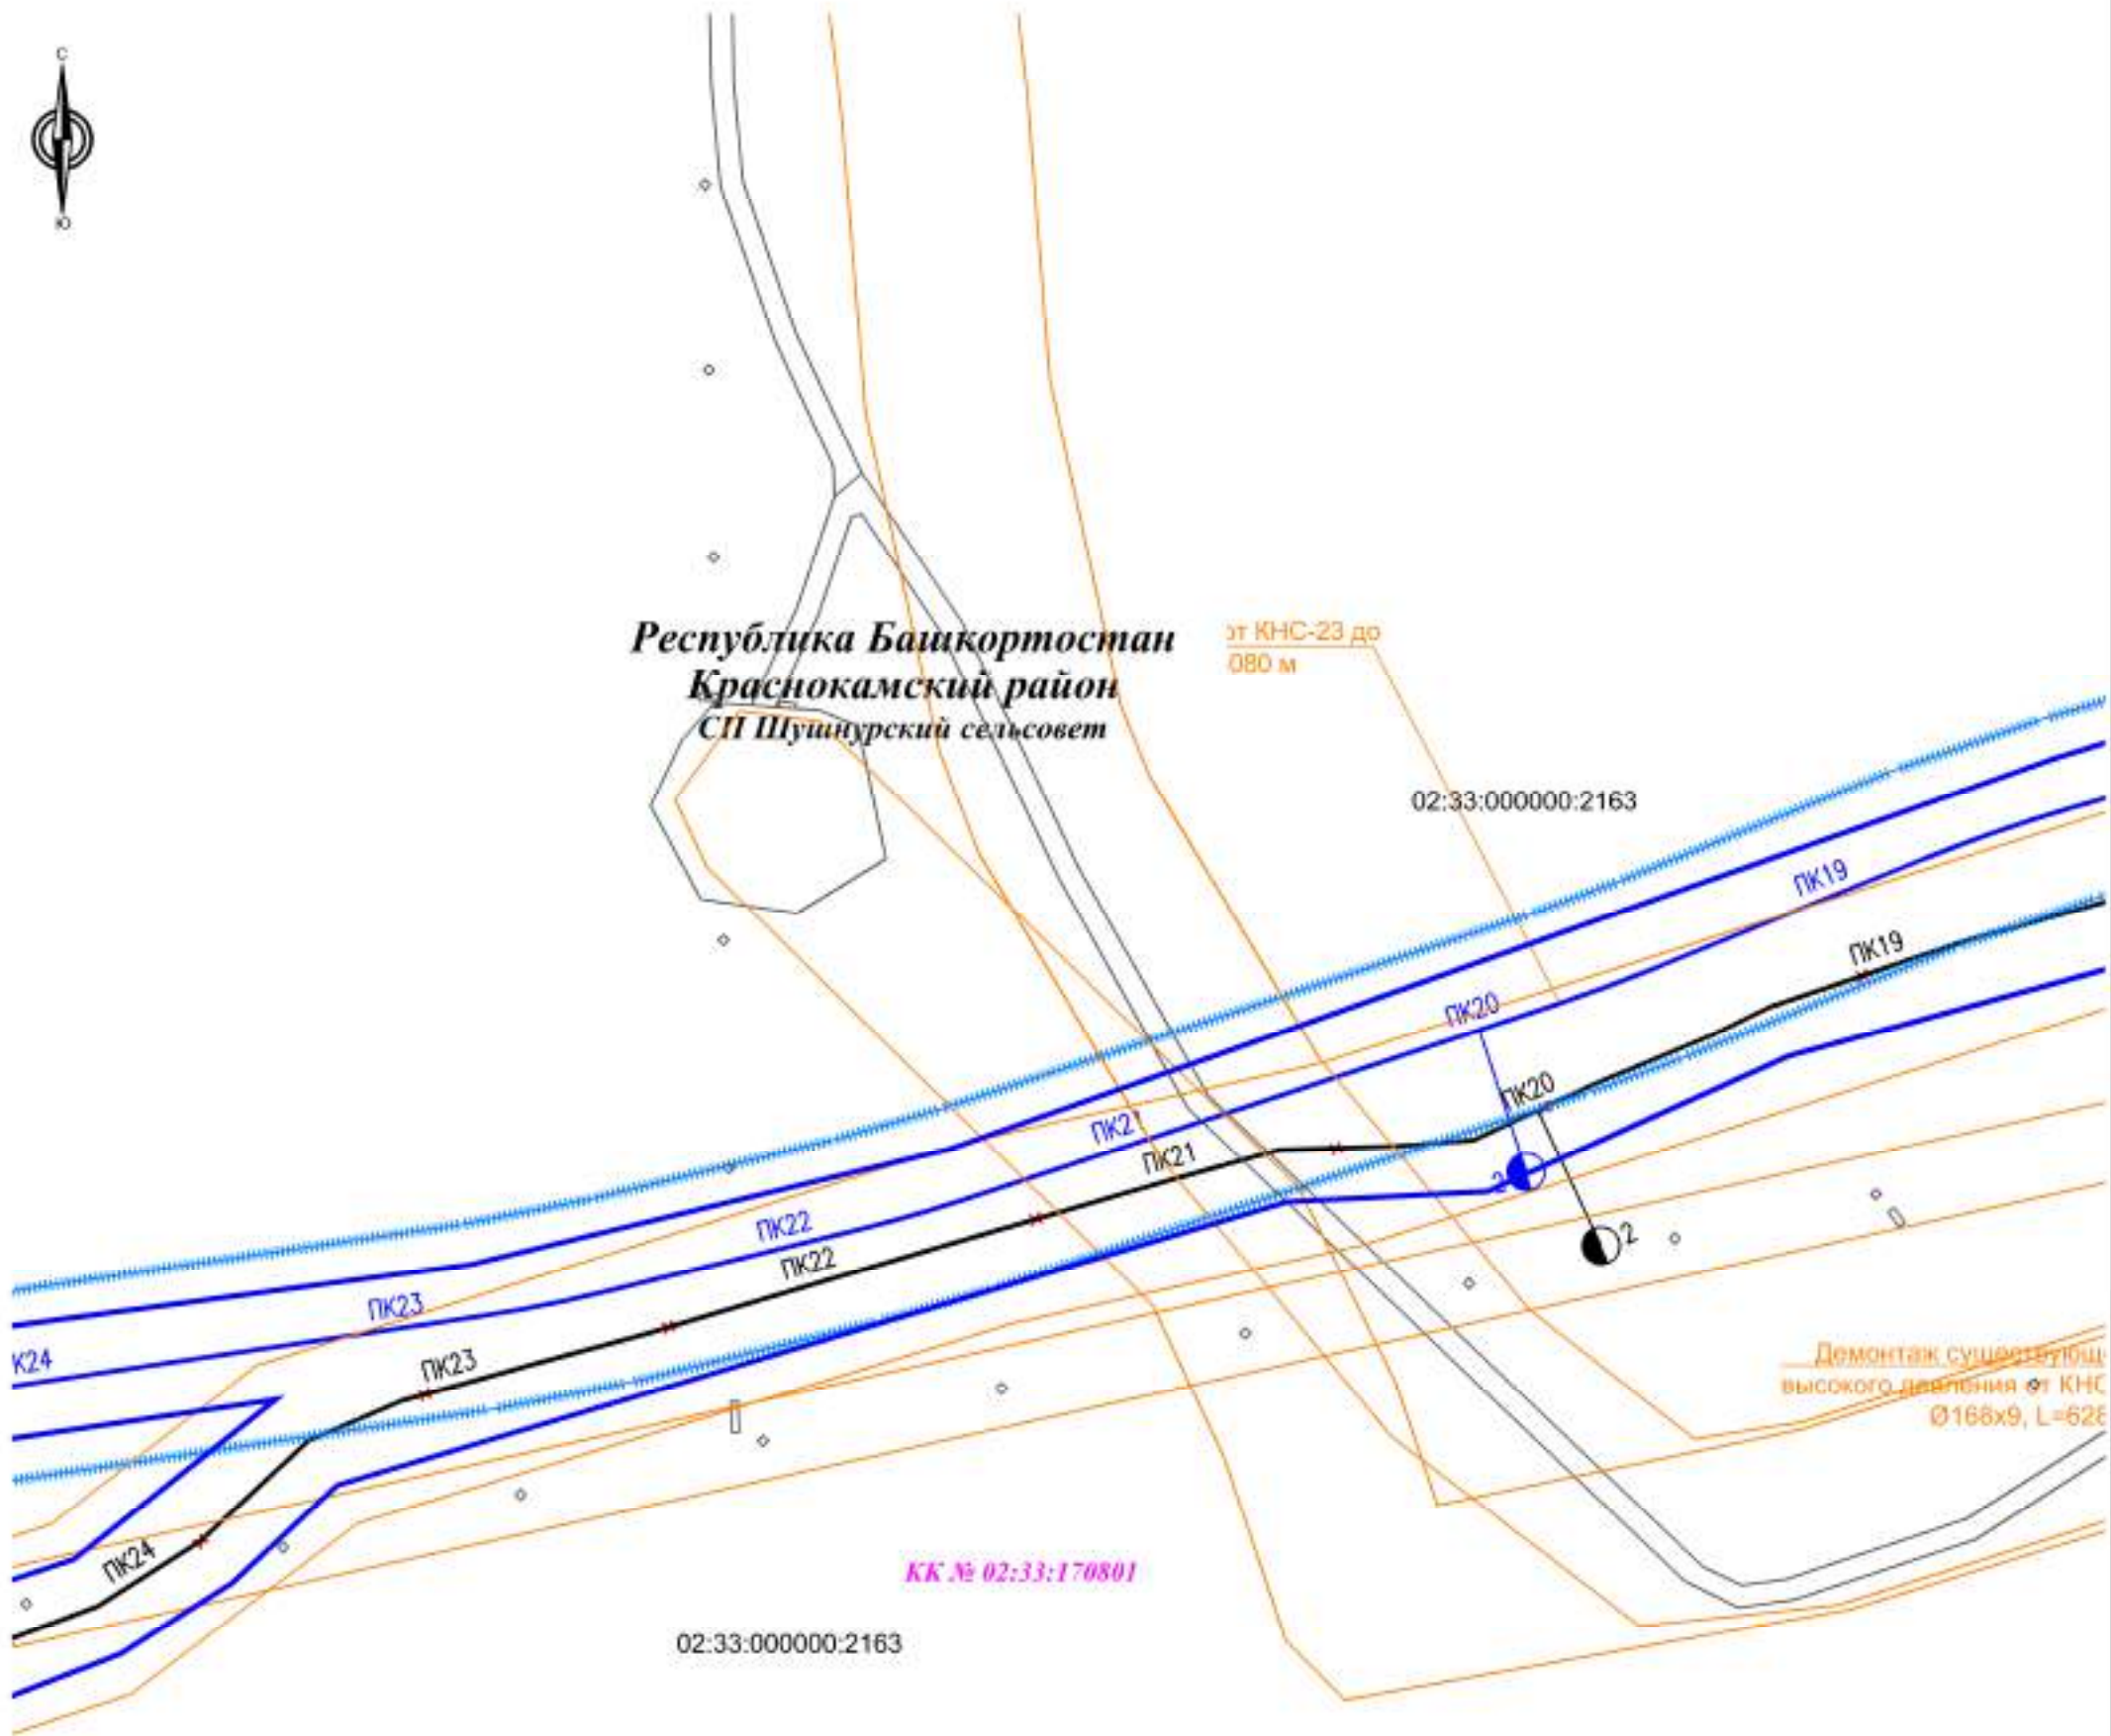 С
Ю
Республика Башкортостан
Краснокамский район
СП Шушнурский сельсовет
от КНС-23 до
080 м
02:33:000000:2163
ПК19
ПК19
ПК20
ПК20
ПК21
ПК21
ПК22
ПК22
ПК23
ПК23
К24
ПК24
2
2
Демонтаж существующ
высокого давления от КНС
Ø168x9, L=628
КК № 02:33:170801
02:33:000000:2163